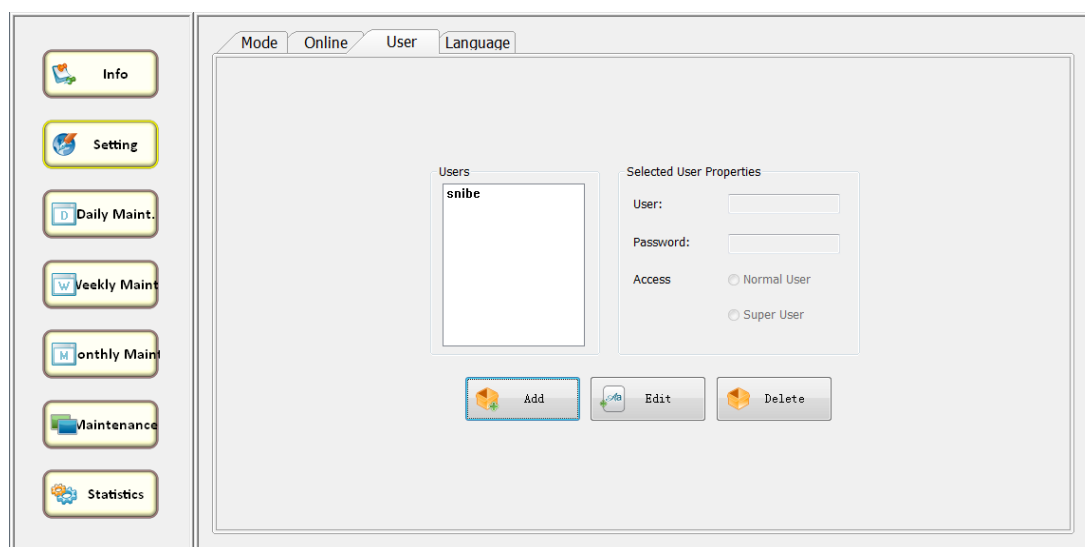 Info
Setting
Daily Maint.
Weekly Maint
Monthly Maint
Maintenance
Statistics
Mode Online User Language
Users
snibe
Selected User Properties
User:
Password:
Access
Normal User
Super User
Add Edit Delete